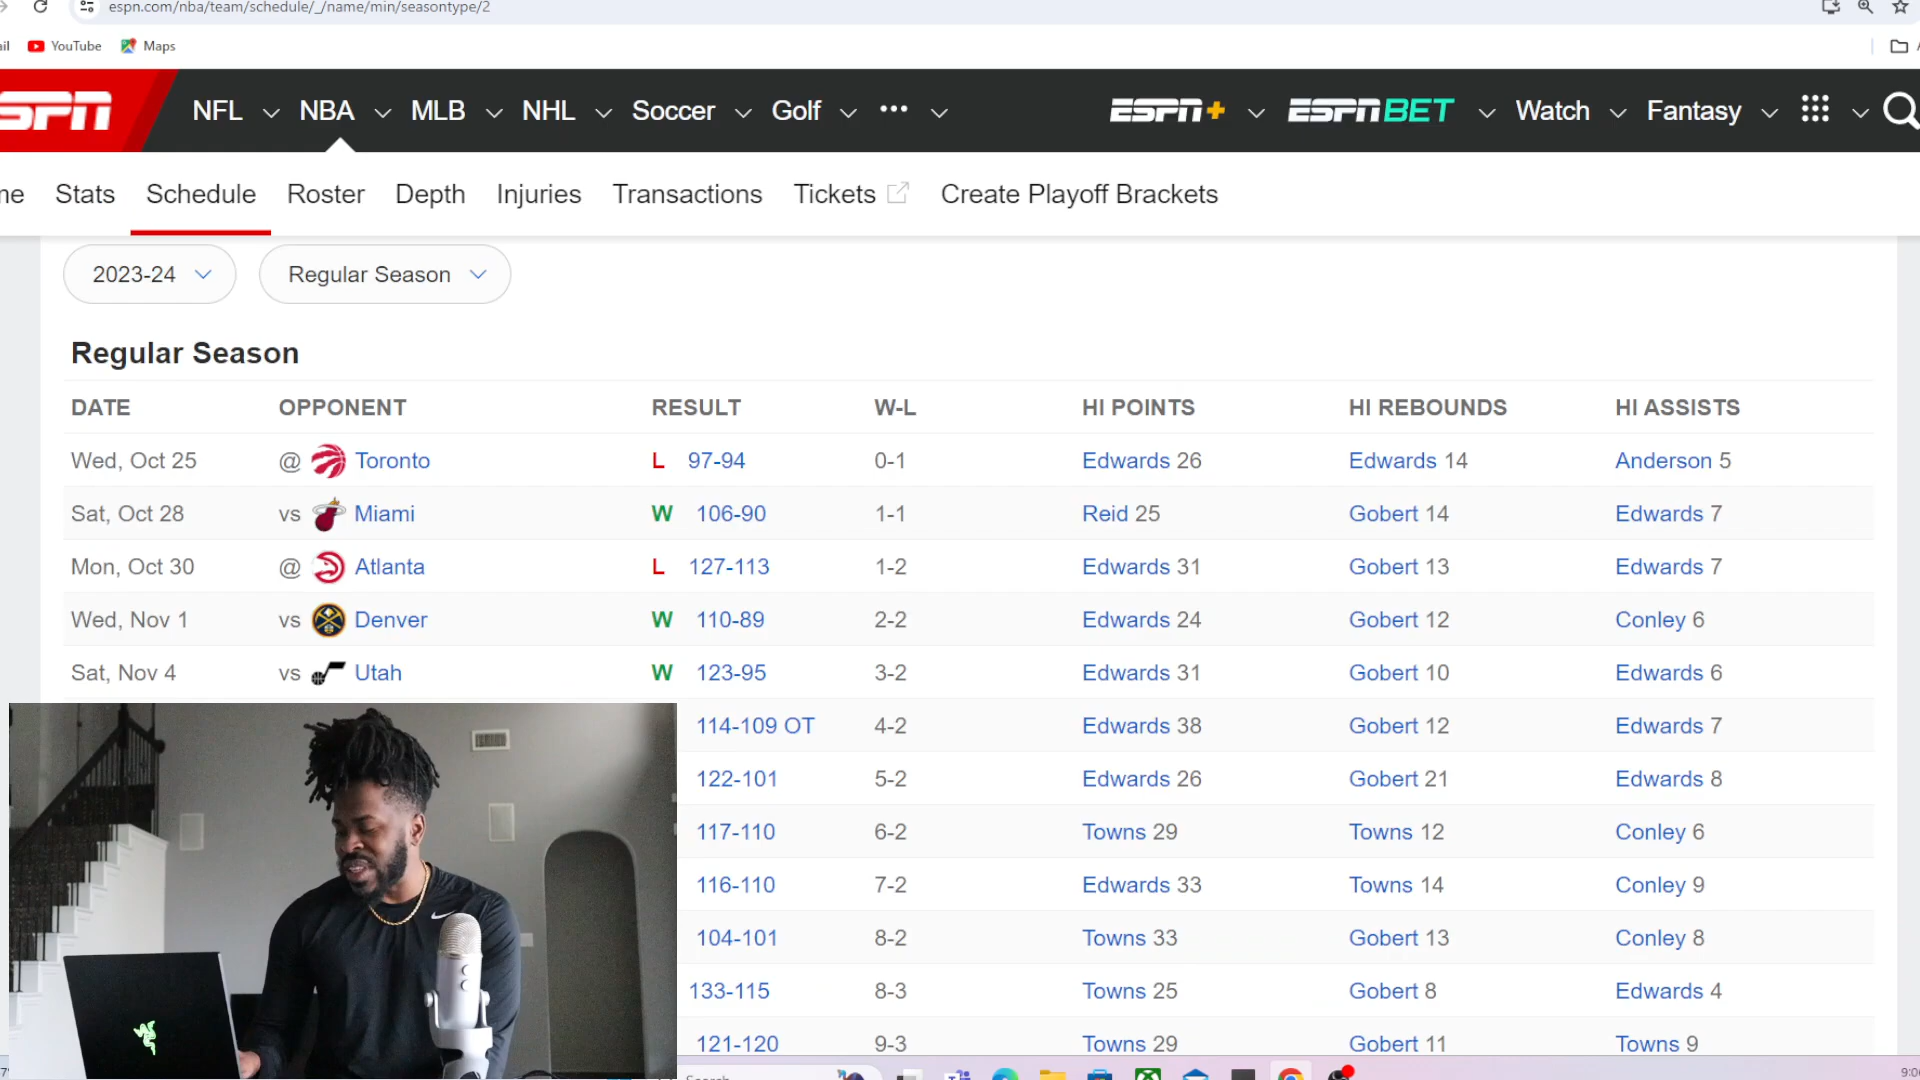 espn.com/nba/team/schedule/_/name/min/seasontype/2
YouTube Maps
NFL NBA MLB NHL Soccer Golf ••• ESPN+ ESPN BET Watch Fantasy
Stats Schedule Roster Depth Injuries Transactions Tickets Create Playoff Brackets
2023-24 Regular Season
Regular Season
DATE OPPONENT RESULT W-L HI POINTS HI REBOUNDS HI ASSISTS
Wed, Oct 25 @ Toronto L 97-94 0-1 Edwards 26 Edwards 14 Anderson 5
Sat, Oct 28 vs Miami W 106-90 1-1 Reid 25 Gobert 14 Edwards 7
Mon, Oct 30 @ Atlanta L 127-113 1-2 Edwards 31 Gobert 13 Edwards 7
Wed, Nov 1 vs Denver W 110-89 2-2 Edwards 24 Gobert 12 Conley 6
Sat, Nov 4 vs Utah W 123-95 3-2 Edwards 31 Gobert 10 Edwards 6
114-109 OT 4-2 Edwards 38 Gobert 12 Edwards 7
122-101 5-2 Edwards 26 Gobert 21 Edwards 8
117-110 6-2 Towns 29 Towns 12 Conley 6
116-110 7-2 Edwards 33 Towns 14 Conley 9
104-101 8-2 Towns 33 Gobert 13 Conley 8
133-115 8-3 Towns 25 Gobert 8 Edwards 4
121-120 9-3 Towns 29 Gobert 11 Towns 9
Search